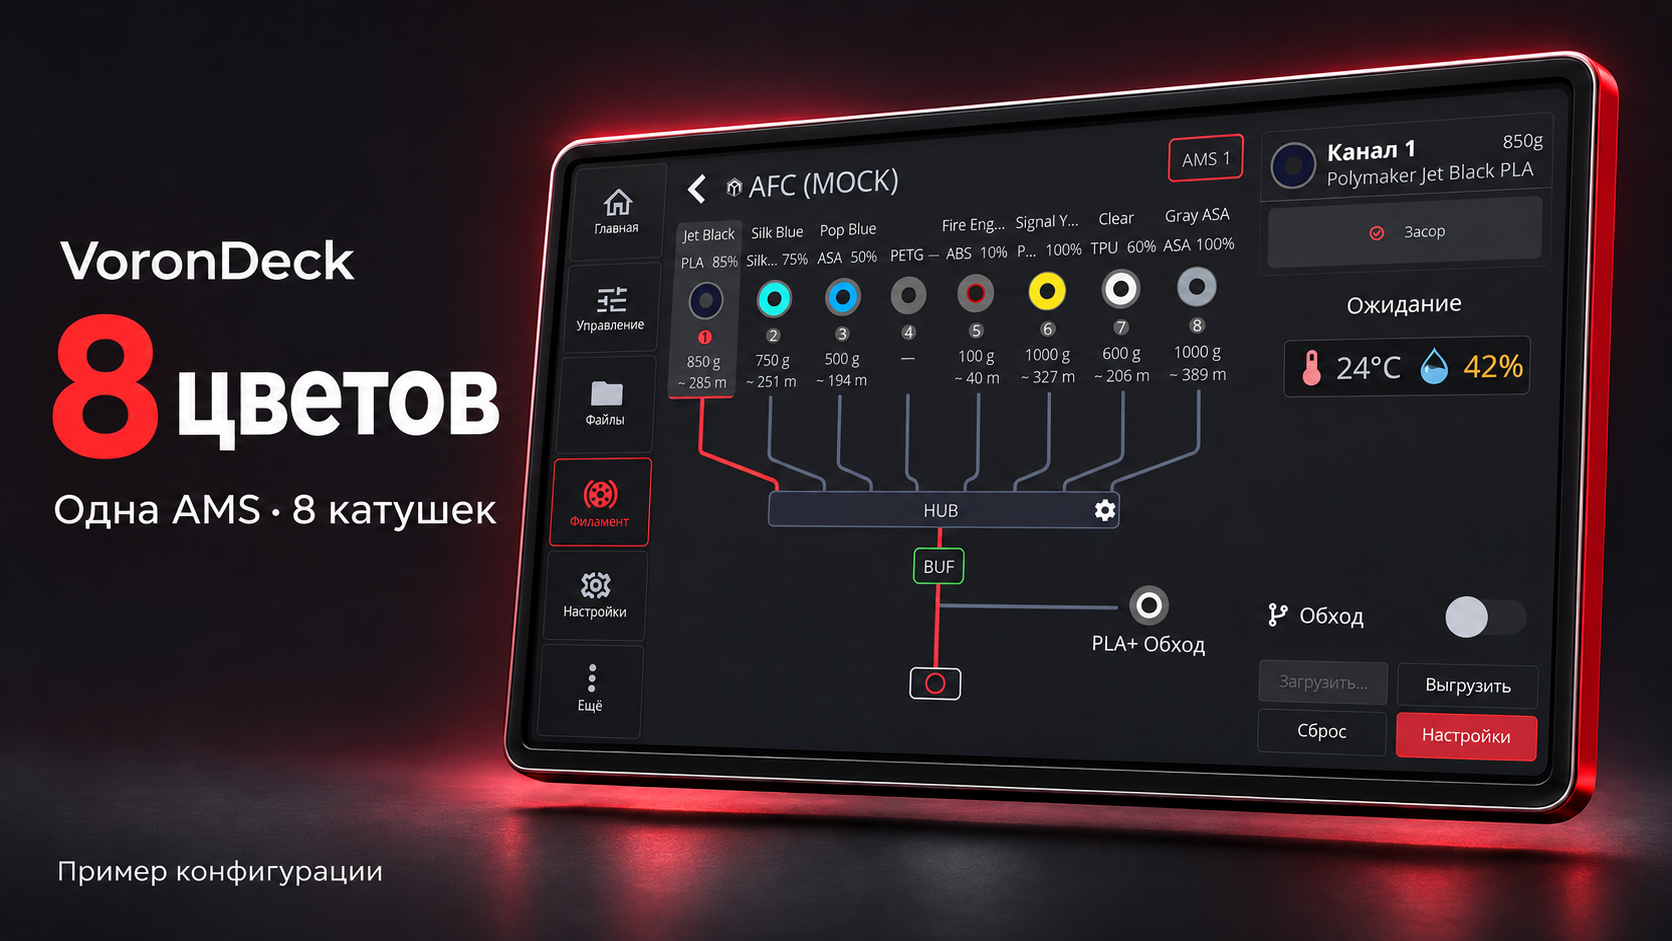 VoronDeck
8 цветов
Одна AMS · 8 катушек
Пример конфигурации
Главная
Управление
Файлы
Филамент
Настройки
Ещё
AFC (MOCK)
AMS 1
Jet Black
PLA 85%
1
850 g
~ 285 m
Silk Blue
Silk... 75%
2
750 g
~ 251 m
Pop Blue
ASA 50%
3
500 g
~ 194 m
PETG —
4
—
Fire Eng...
ABS 10%
5
100 g
~ 40 m
Signal Y...
P... 100%
6
1000 g
~ 327 m
Clear
TPU 60%
7
600 g
~ 206 m
Gray ASA
ASA 100%
8
1000 g
~ 389 m
HUB
BUF
PLA+ Обход
Канал 1
850g
Polymaker Jet Black PLA
Засор
Ожидание
24°C 42%
Обход
Загрузить...
Выгрузить
Сброс
Настройки